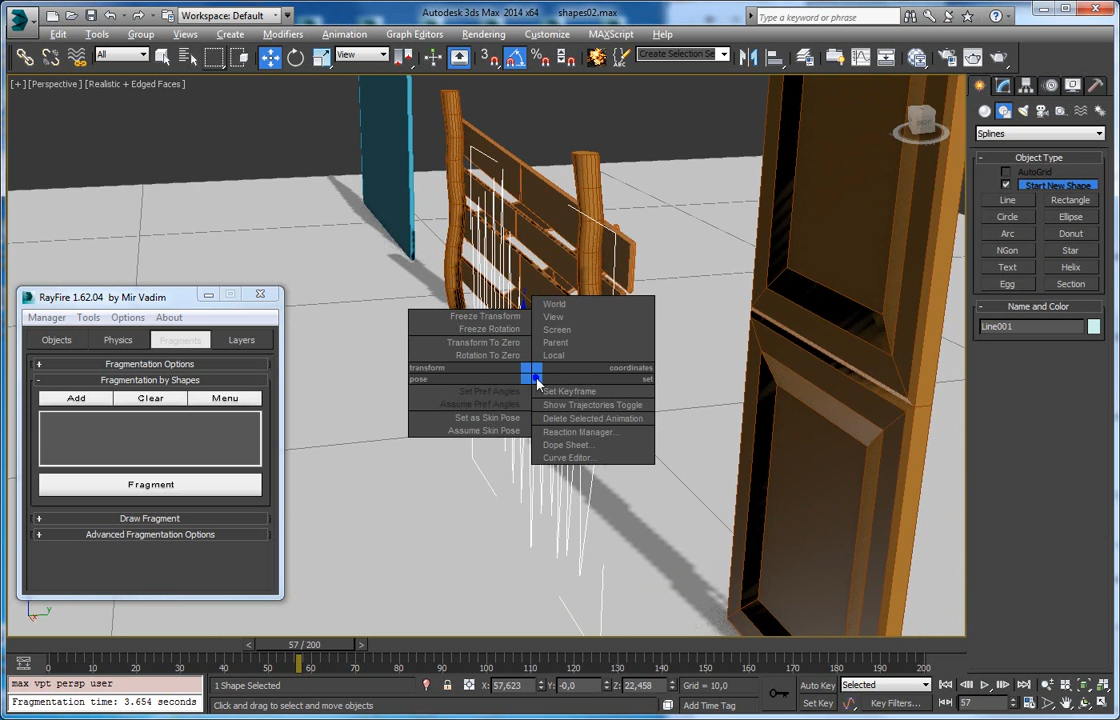 Workspace: Default
Autodesk 3ds Max 2014 x64
shapes02.max
Type a keyword or phrase
Edit
Tools
Group
Views
Create
Modifiers
Animation
Graph Editors
Rendering
Customize
MAXScript
Help
All
View
3
Create Selection Se
[+] [Perspective] [Realistic + Edged Faces]
Splines
- Object Type
AutoGrid
Start New Shape
Line
Rectangle
Circle
Ellipse
Arc
Donut
NGon
Star
Text
Helix
Egg
Section
- Name and Color
Line001
RayFire 1.62.04 by Mir Vadim
Manager
Tools
Options
About
Objects
Physics
Fragments
Layers
+ Fragmentation Options
- Fragmentation by Shapes
Add
Clear
Menu
Fragment
+ Draw Fragment
+ Advanced Fragmentation Options
Freeze Transform
Freeze Rotation
Transform To Zero
Rotation To Zero
transform
pose
Set Pref Angles
Assume Pref Angles
Set as Skin Pose
Assume Skin Pose
World
View
Screen
Parent
Local
coordinates
set
Set Keyframe
Show Trajectories Toggle
Delete Selected Animation
Reaction Manager...
Dope Sheet...
Curve Editor...
x
y
< 57 / 200 >
0 10 20 30 40 50 60 70 80 90 100 110 120 130 140 150 160 170 180 190 200
max vpt persp user
Fragmentation time: 3.654 seconds
1 Shape Selected
X: 57,623
Y: -0,0
Z: 22,458
Grid = 10,0
Click and drag to select and move objects
Add Time Tag
Auto Key
Selected
Set Key
Key Filters...
57